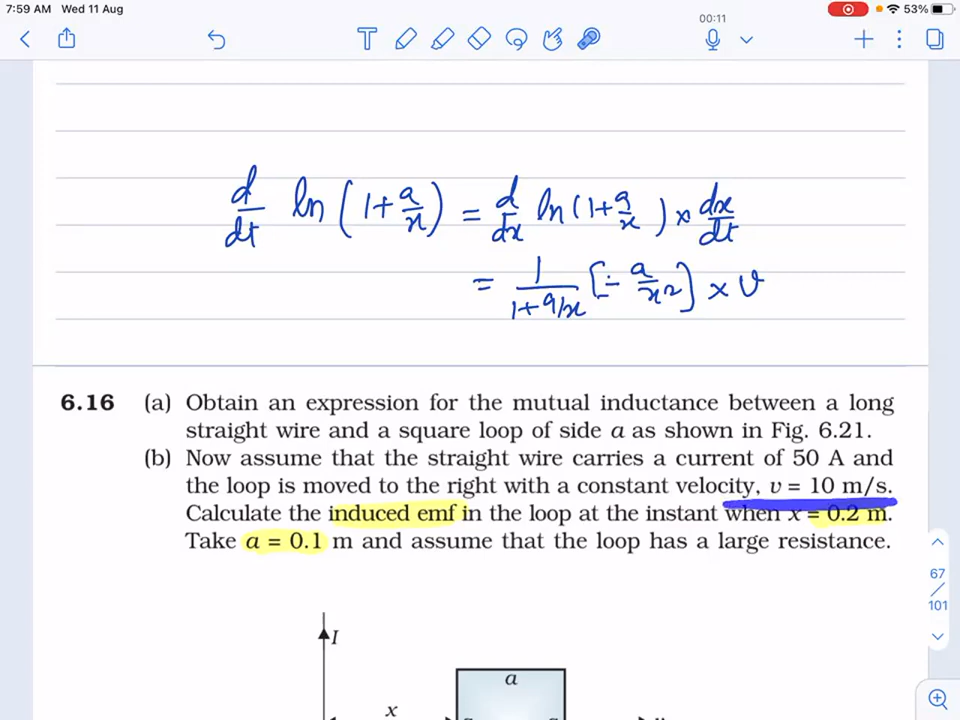 7:59 AM Wed 11 Aug 53%
00:11
T
d/dt ln (1+a/x) = d/dx ln (1+a/x) × dx/dt
= 1/(1+a/x) [- a/x²] × v
6.16 (a) Obtain an expression for the mutual inductance between a long
straight wire and a square loop of side a as shown in Fig. 6.21.
(b) Now assume that the straight wire carries a current of 50 A and
the loop is moved to the right with a constant velocity, v = 10 m/s.
Calculate the induced emf in the loop at the instant when x = 0.2 m.
Take a = 0.1 m and assume that the loop has a large resistance.
67
/
101
I
a
x